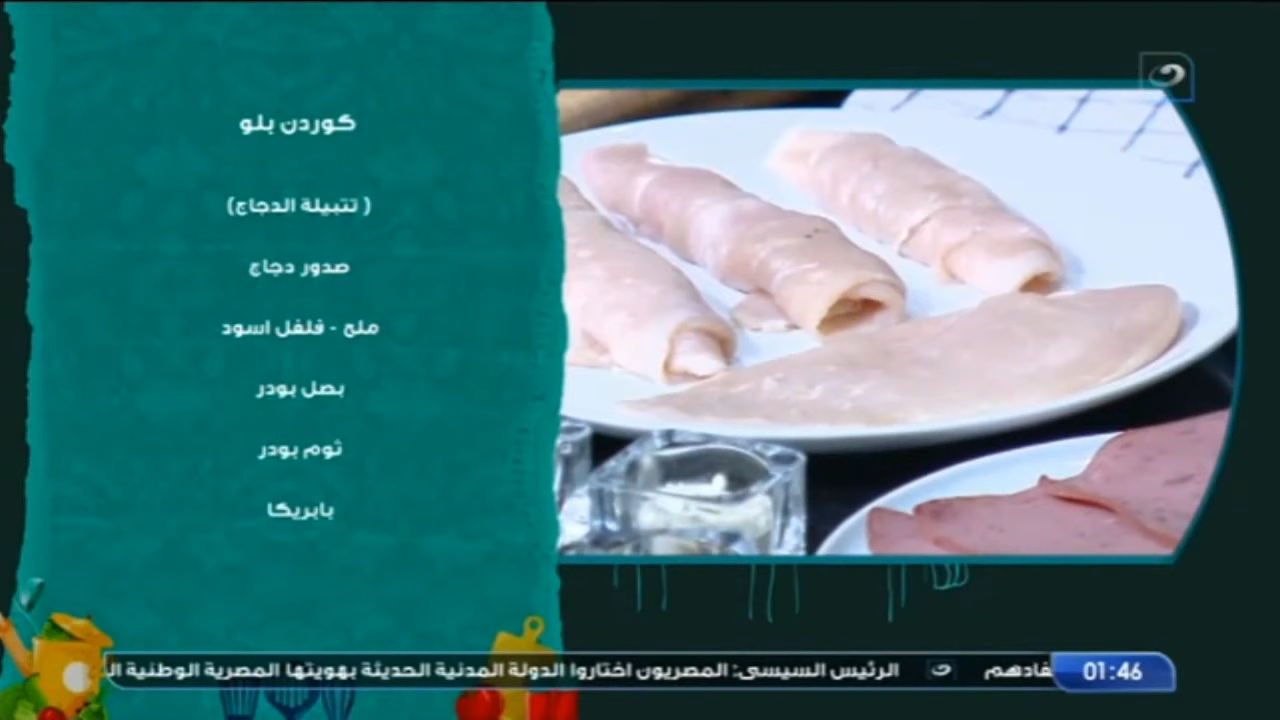 كوردن بلو
( تتبيلة الدجاج)
صدور دجاج
ملح - فلفل اسود
بصل بودر
ثوم بودر
بابريكا
الرئيس السيسى: المصريون اختاروا الدولة المدنية الحديثة بهويتها المصرية الوطنية
01:46